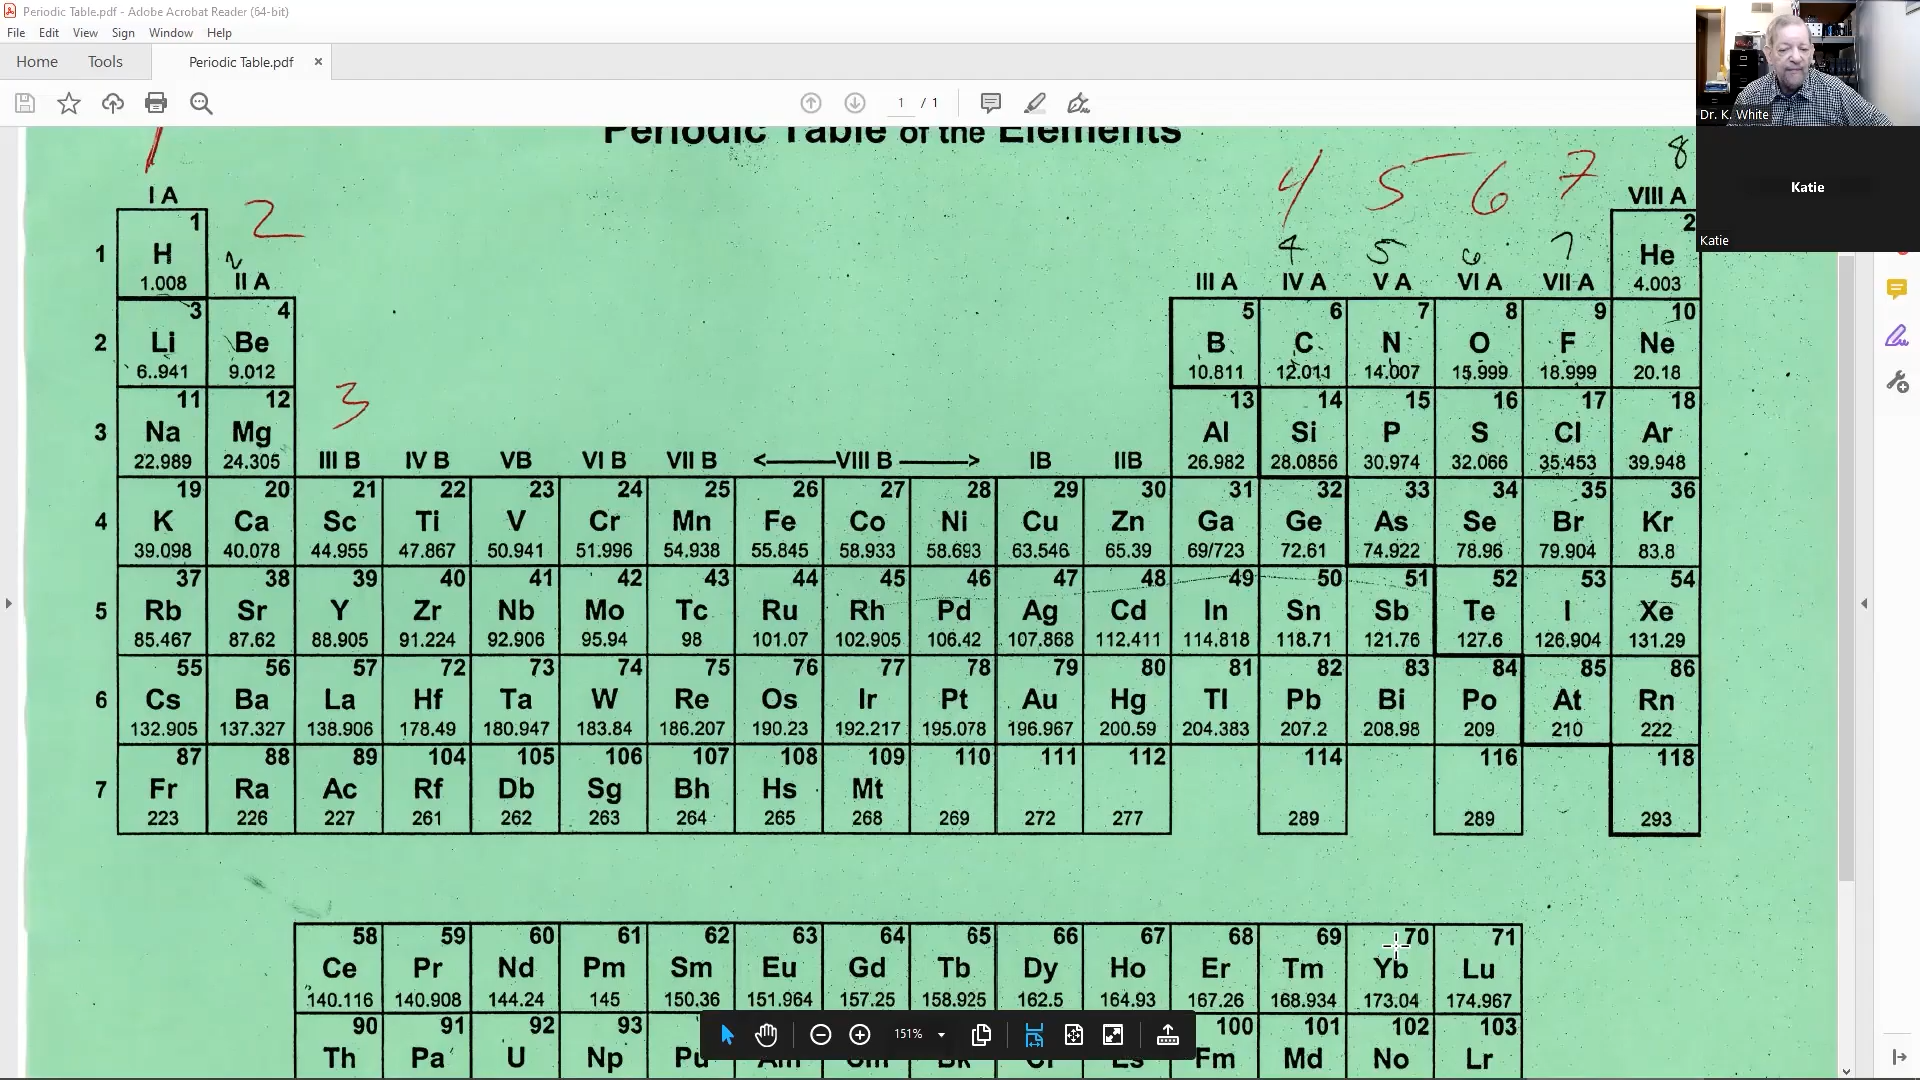 Periodic Table.pdf - Adobe Acrobat Reader (64-bit)
File Edit View Sign Window Help
Home Tools Periodic Table.pdf ×
1 / 1
Dr. K. White
Katie
Katie
Periodic Table of the Elements
1 2 3 4 5 6 7 8
4 5 6 7
I A II A III A IV A V A VI A VII A VIII A
1 1 2
H He
1.008 4.003
2 3 4 5 6 7 8 9 10
Li Be B C N O F Ne
6..941 9.012 10.811 12.011 14.007 15.999 18.999 20.18
3 11 12 13 14 15 16 17 18
Na Mg Al Si P S Cl Ar
22.989 24.305 26.982 28.0856 30.974 32.066 35.453 39.948
III B IV B VB VI B VII B <——VIII B——> IB IIB
4 19 20 21 22 23 24 25 26 27 28 29 30 31 32 33 34 35 36
K Ca Sc Ti V Cr Mn Fe Co Ni Cu Zn Ga Ge As Se Br Kr
39.098 40.078 44.955 47.867 50.941 51.996 54.938 55.845 58.933 58.693 63.546 65.39 69/723 72.61 74.922 78.96 79.904 83.8
5 37 38 39 40 41 42 43 44 45 46 47 48 49 50 51 52 53 54
Rb Sr Y Zr Nb Mo Tc Ru Rh Pd Ag Cd In Sn Sb Te I Xe
85.467 87.62 88.905 91.224 92.906 95.94 98 101.07 102.905 106.42 107.868 112.411 114.818 118.71 121.76 127.6 126.904 131.29
6 55 56 57 72 73 74 75 76 77 78 79 80 81 82 83 84 85 86
Cs Ba La Hf Ta W Re Os Ir Pt Au Hg Tl Pb Bi Po At Rn
132.905 137.327 138.906 178.49 180.947 183.84 186.207 190.23 192.217 195.078 196.967 200.59 204.383 207.2 208.98 209 210 222
7 87 88 89 104 105 106 107 108 109 110 111 112 114 116 118
Fr Ra Ac Rf Db Sg Bh Hs Mt
223 226 227 261 262 263 264 265 268 269 272 277 289 289 293
58 59 60 61 62 63 64 65 66 67 68 69 70 71
Ce Pr Nd Pm Sm Eu Gd Tb Dy Ho Er Tm Yb Lu
140.116 140.908 144.24 145 150.36 151.964 157.25 158.925 162.5 164.93 167.26 168.934 173.04 174.967
90 91 92 93 100 101 102 103
Th Pa U Np Pu Am Cm Bk Cf Es Fm Md No Lr
151%